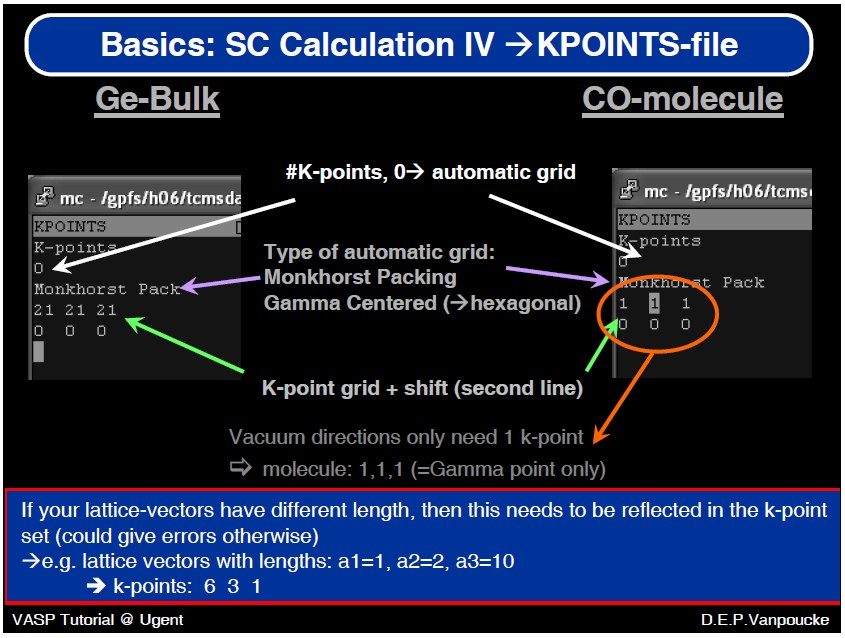 Basics: SC Calculation IV →KPOINTS-file
Ge-Bulk
CO-molecule
#K-points, 0→ automatic grid
mc - /gpfs/h06/tcmsda
KPOINTS
K-points
0
Monkhorst Pack
21 21 21
0 0 0
mc - /gpfs/h06/tcms
KPOINTS
K-points
0
Monkhorst Pack
1 1 1
0 0 0
Type of automatic grid:
Monkhorst Packing
Gamma Centered (→hexagonal)
K-point grid + shift (second line)
Vacuum directions only need 1 k-point
⇨ molecule: 1,1,1 (=Gamma point only)
If your lattice-vectors have different length, then this needs to be reflected in the k-point
set (could give errors otherwise)
→e.g. lattice vectors with lengths: a1=1, a2=2, a3=10
➔ k-points: 6 3 1
VASP Tutorial @ Ugent
D.E.P.Vanpoucke